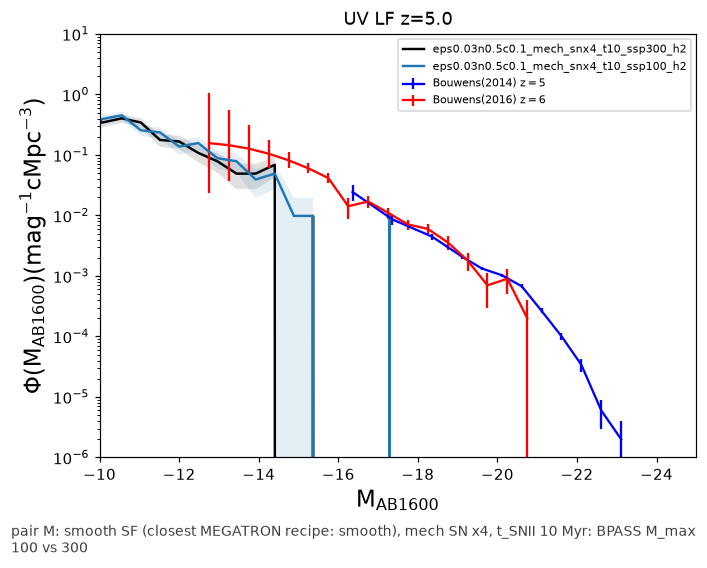 UV LF z=5.0
eps0.03n0.5c0.1_mech_snx4_t10_ssp300_h2
eps0.03n0.5c0.1_mech_snx4_t10_ssp100_h2
Bouwens(2014) z = 5
Bouwens(2016) z = 6
Φ(M_AB1600)(mag^−1cMpc^−3)
10^1
10^0
10^−1
10^−2
10^−3
10^−4
10^−5
10^−6
−10 −12 −14 −16 −18 −20 −22 −24
M_AB1600
pair M: smooth SF (closest MEGATRON recipe: smooth), mech SN x4, t_SNII 10 Myr: BPASS M_max
100 vs 300